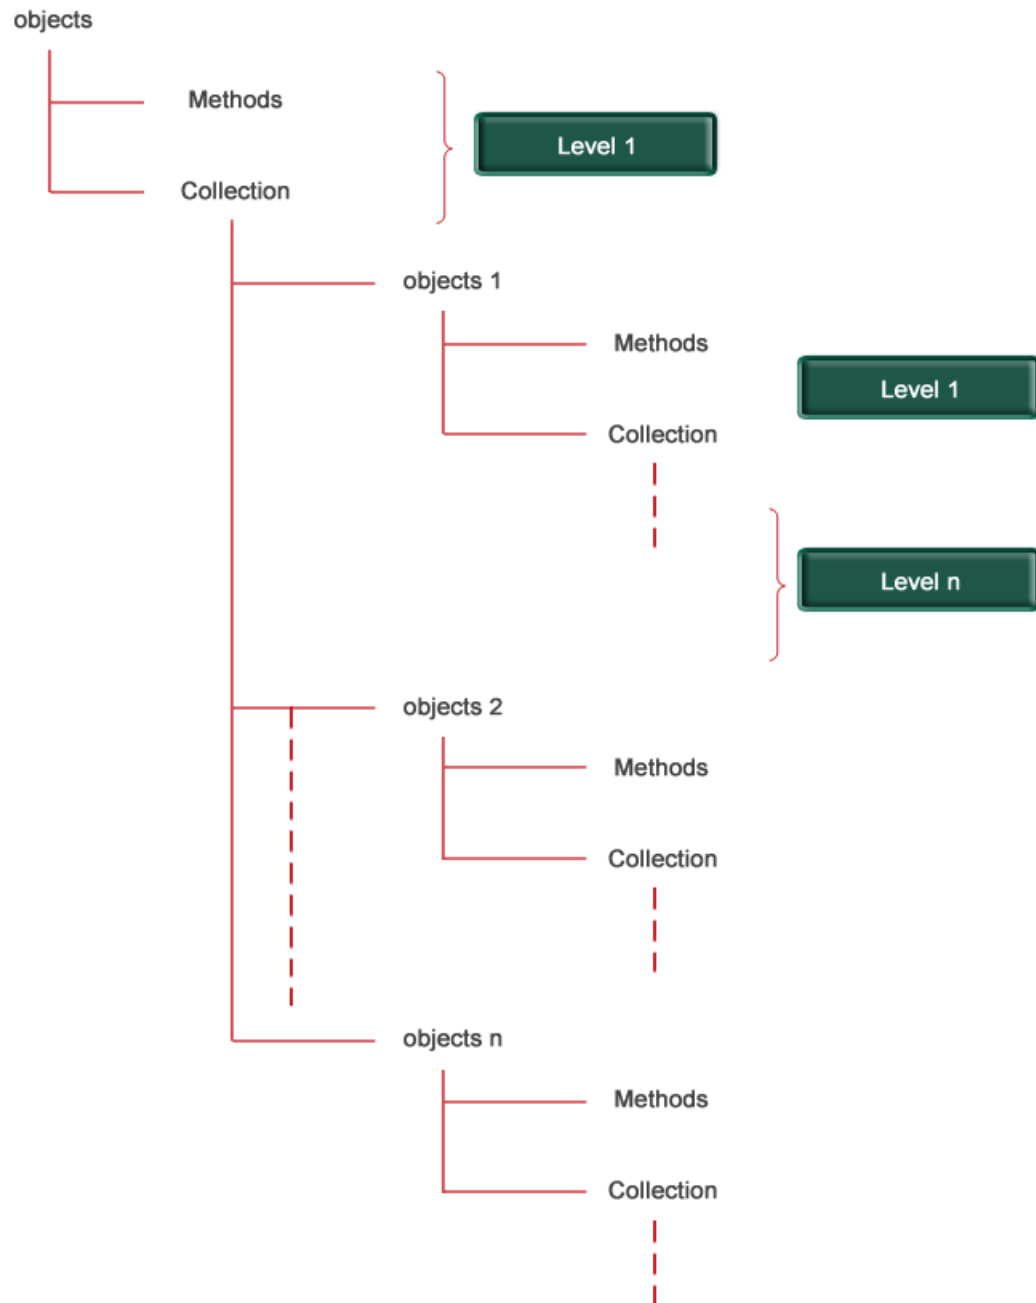 objects
Methods
Level 1
Collection
objects 1
Methods
Level 1
Collection
Level n
objects 2
Methods
Collection
objects n
Methods
Collection